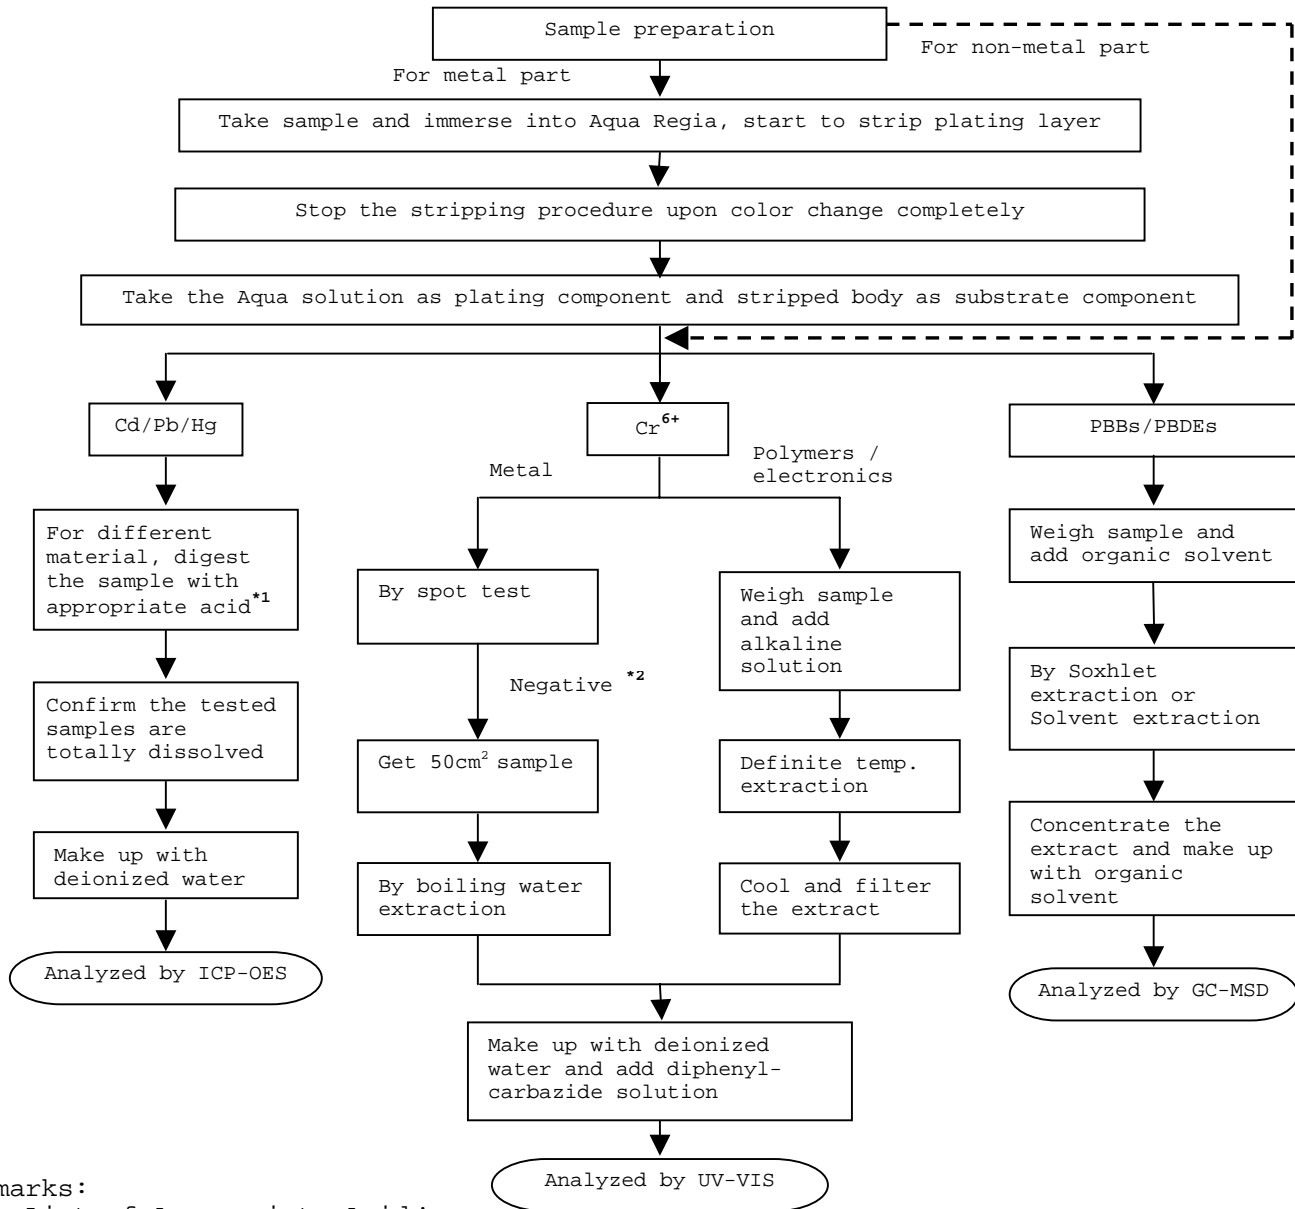 Sample preparation
For non-metal part
For metal part
Take sample and immerse into Aqua Regia, start to strip plating layer
Stop the stripping procedure upon color change completely
Take the Aqua solution as plating component and stripped body as substrate component
Cd/Pb/Hg
For different
material, digest
the sample with
appropriate acid*1
Confirm the tested
samples are
totally dissolved
Make up with
deionized water
Analyzed by ICP-OES
Cr6+
Metal
By spot test
Negative *2
Get 50cm2 sample
By boiling water
extraction
Polymers /
electronics
Weigh sample
and add
alkaline
solution
Definite temp.
extraction
Cool and filter
the extract
Make up with deionized
water and add diphenyl-
carbazide solution
Analyzed by UV-VIS
PBBs/PBDEs
Weigh sample and
add organic solvent
By Soxhlet
extraction or
Solvent extraction
Concentrate the
extract and make up
with organic
solvent
Analyzed by GC-MSD
marks: